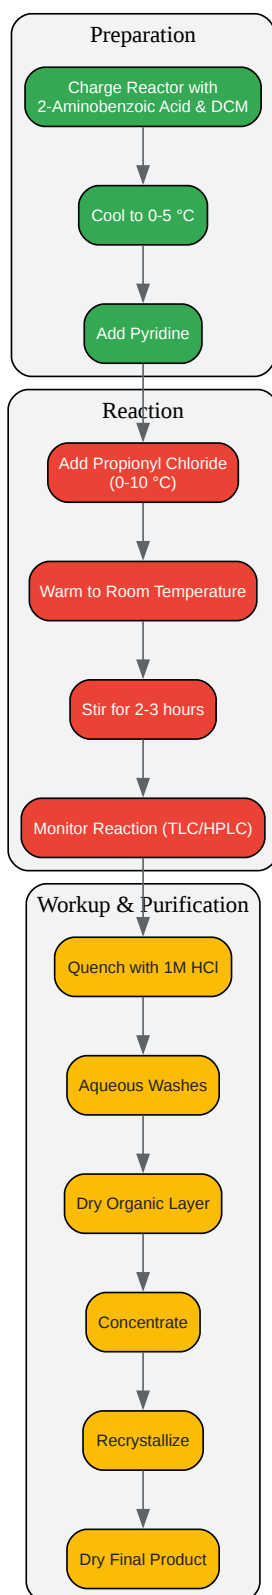 Preparation
Charge Reactor with
2-Aminobenzoic Acid & DCM
Cool to 0-5 °C
Add Pyridine
Reaction
Add Propionyl Chloride
(0-10 °C)
Warm to Room Temperature
Stir for 2-3 hours
Monitor Reaction (TLC/HPLC)
Workup & Purification
Quench with 1M HCl
Aqueous Washes
Dry Organic Layer
Concentrate
Recrystallize
Dry Final Product